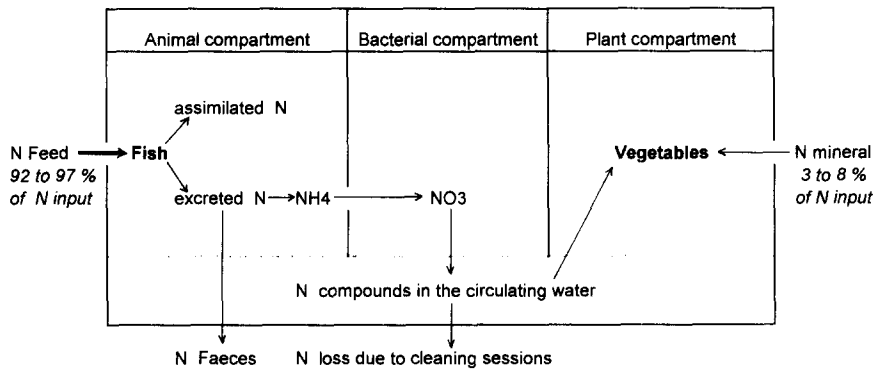 Animal compartment
Bacterial compartment
Plant compartment
assimilated N
N Feed
92 to 97 %
of N input
Fish
Vegetables
N mineral
3 to 8 %
of N input
excreted N
NH4
NO3
N compounds in the circulating water
N Faeces
N loss due to cleaning sessions